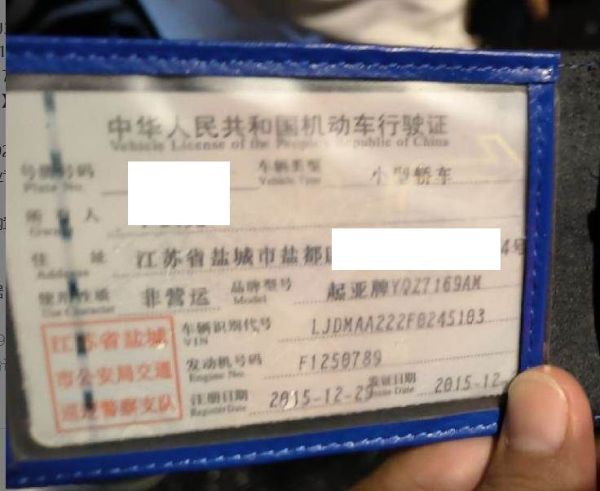 中华人民共和国机动车行驶证
Vehicle License of the People's Republic of China
号牌号码
Plate No.
车辆类型
Vehicle Type
小型轿车
所 有 人
Owner
住 址
Address
江苏省盐城市盐都
4号
使用性质
Use Character
非营运
品牌型号
Model
起亚牌YQZ7169AM
江苏省盐城
市公安局交通
巡逻警察支队
车辆识别代号
VIN
LJDMAA222F0245103
发动机号码
Engine No.
F1250789
注册日期
Register Date
2015-12-29
发证日期
Issue Date
2015-12